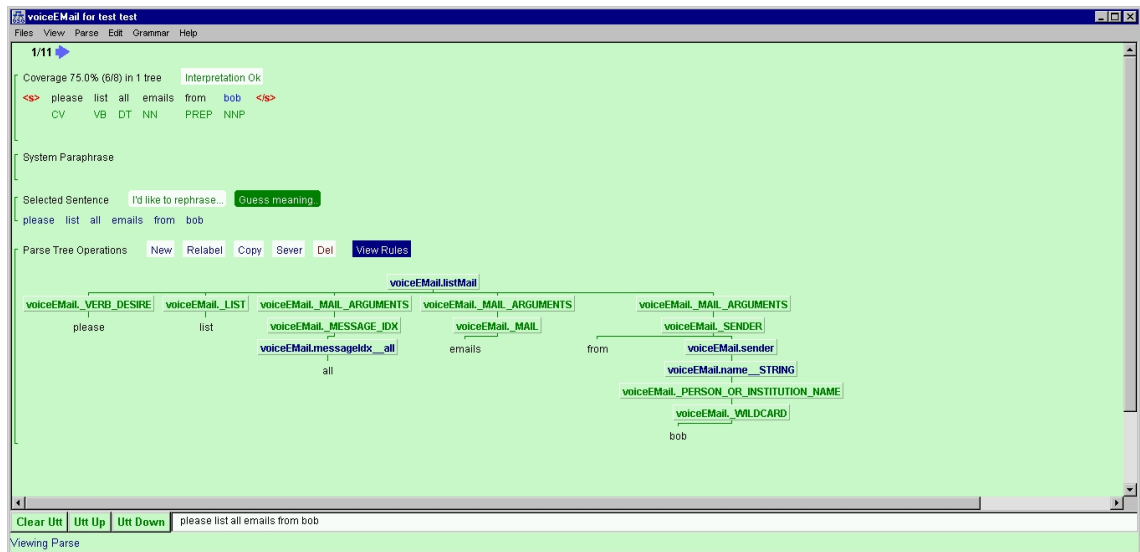 voiceEMail for test test
Files View Parse Edit Grammar Help
1/11
Coverage 75.0% (6/8) in 1 tree Interpretation Ok
<s> please list all emails from bob </s>
CV VB DT NN PREP NNP
System Paraphrase
Selected Sentence I'd like to rephrase... Guess meaning..
please list all emails from bob
Parse Tree Operations New Relabel Copy Sever Del View Rules
voiceEMail.listMail
voiceEMail._VERB_DESIRE voiceEMail._LIST voiceEMail._MAIL_ARGUMENTS voiceEMail._MAIL_ARGUMENTS voiceEMail._MAIL_ARGUMENTS
please list voiceEMail._MESSAGE_IDX voiceEMail._MAIL voiceEMail._SENDER
voiceEMail.messageIdx__all emails from voiceEMail.sender
all voiceEMail.name__STRING
voiceEMail._PERSON_OR_INSTITUTION_NAME
voiceEMail._WILDCARD
bob
Clear Utt Utt Up Utt Down please list all emails from bob
Viewing Parse